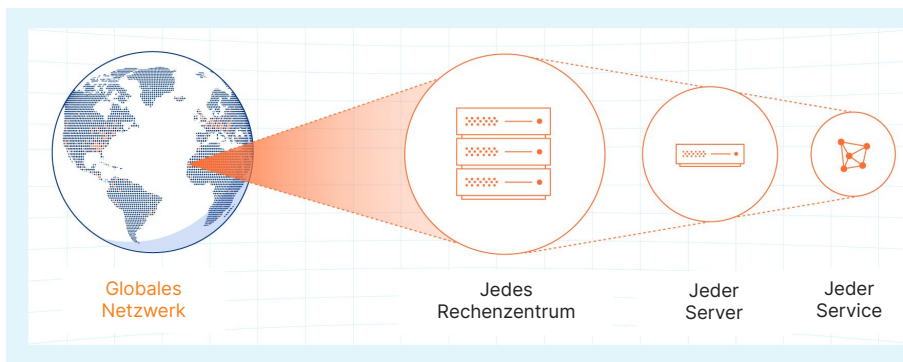 Globales
Netzwerk
Jedes
Rechenzentrum
Jeder
Server
Jeder
Service